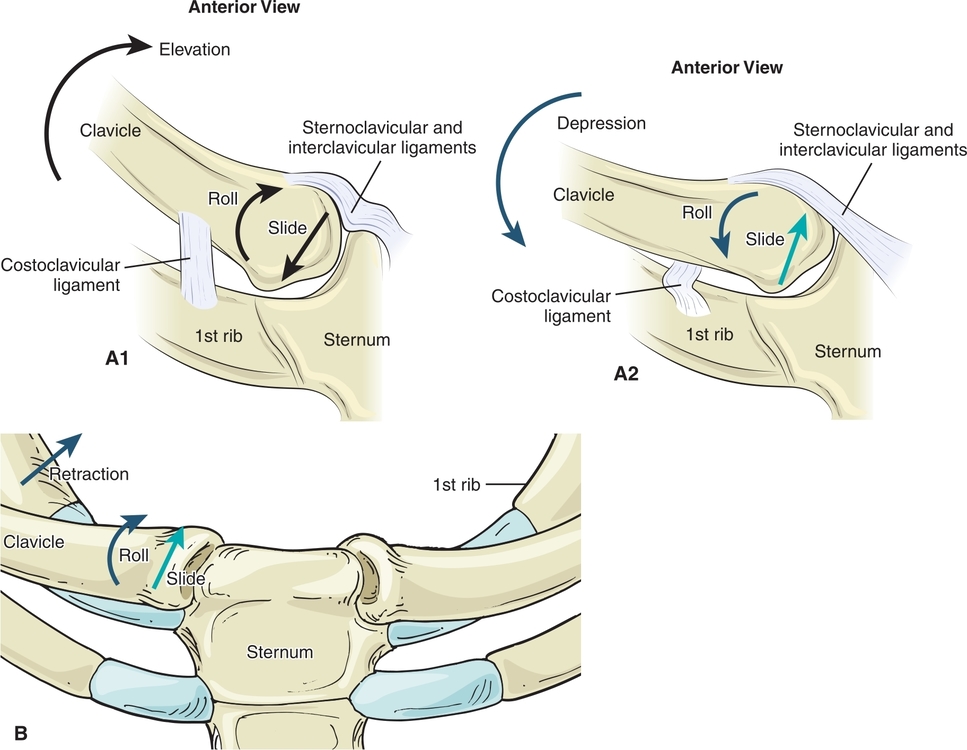 Anterior View
Elevation
Clavicle
Sternoclavicular and
interclavicular ligaments
Roll
Slide
Costoclavicular
ligament
1st rib
Sternum
A1
Anterior View
Depression
Clavicle
Sternoclavicular and
interclavicular ligaments
Roll
Slide
Costoclavicular
ligament
1st rib
Sternum
A2
Retraction
1st rib
Clavicle
Roll
Slide
Sternum
B